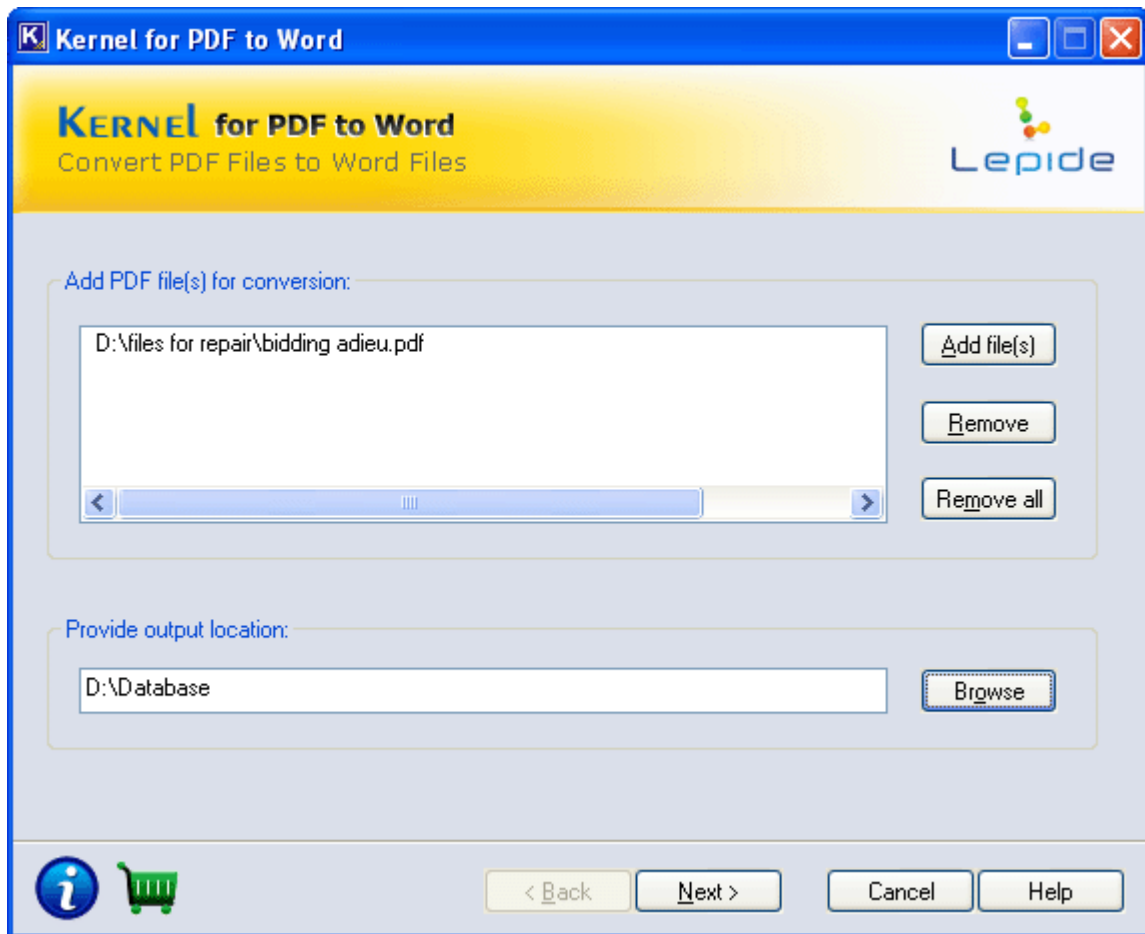 Kernel for PDF to Word
KERNEl for PDF to Word
Convert PDF Files to Word Files
Lepide
Add PDF file(s) for conversion:
D:\files for repair\bidding adieu.pdf
Add file(s)
Remove
Remove all
Provide output location:
D:\Database
Browse
< Back
Next >
Cancel
Help